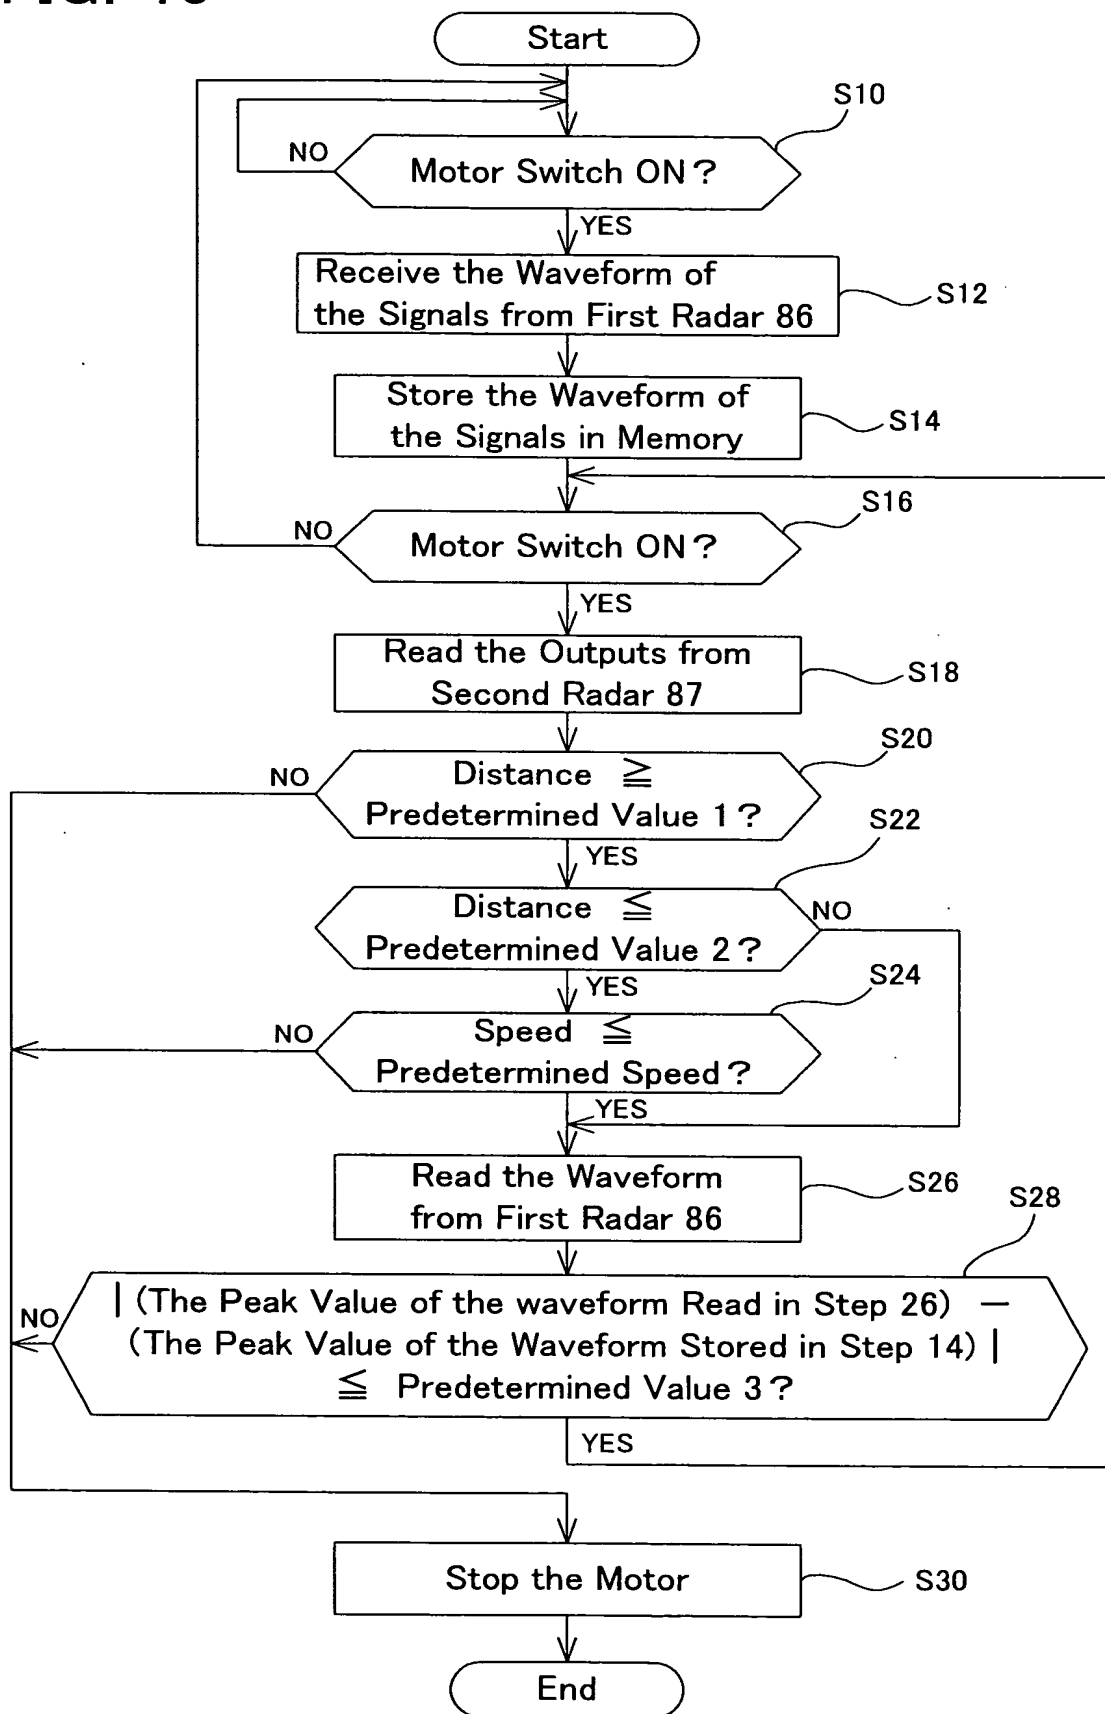 Start
S10
NO
Motor Switch ON?
YES
Receive the Waveform of
the Signals from First Radar 86
S12
Store the Waveform of
the Signals in Memory
S14
S16
NO
Motor Switch ON?
YES
Read the Outputs from
Second Radar 87
S18
S20
NO
Distance ≧
Predetermined Value 1?
YES
S22
Distance ≦
Predetermined Value 2?
NO
YES
S24
NO
Speed ≦
Predetermined Speed?
YES
Read the Waveform
from First Radar 86
S26
S28
NO
| (The Peak Value of the waveform Read in Step 26) −
(The Peak Value of the Waveform Stored in Step 14) |
≦ Predetermined Value 3?
YES
Stop the Motor
S30
End